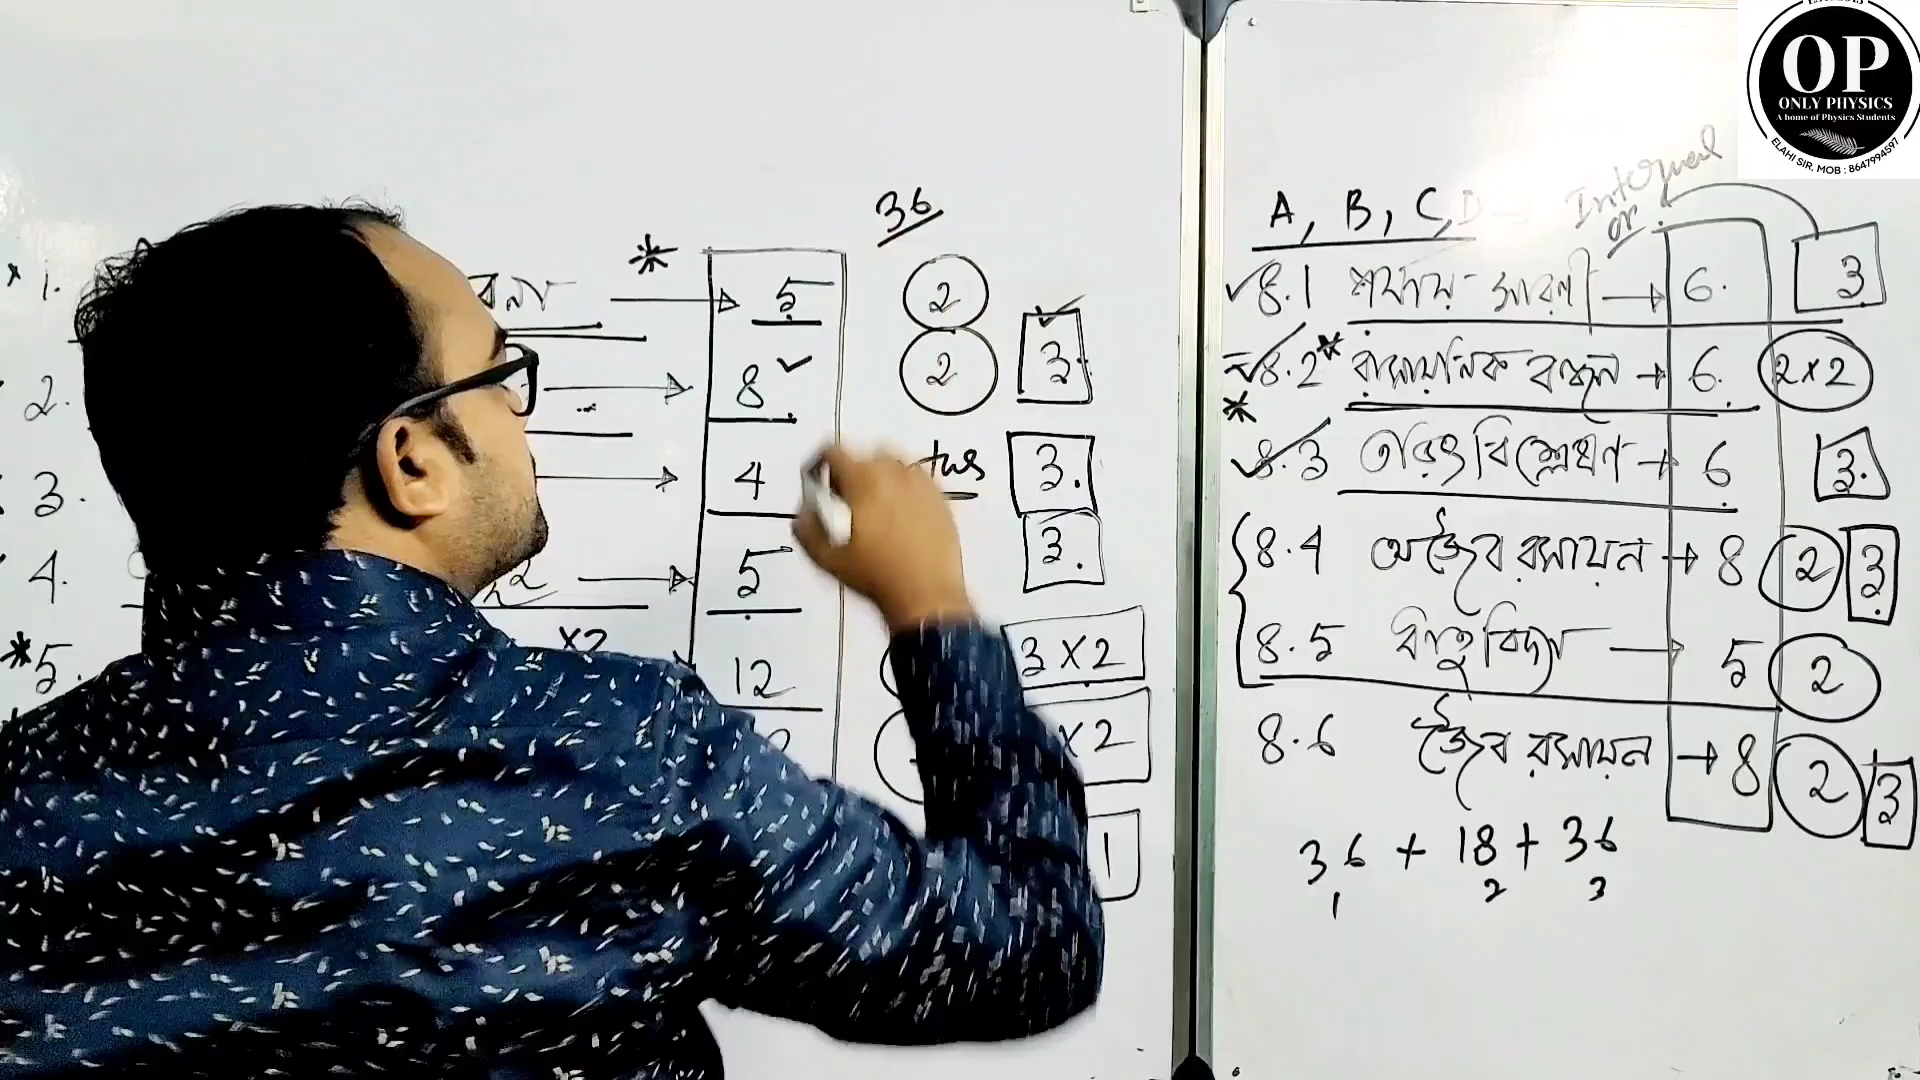 36
* 1. 5 2
2. 8 ✓ 2 3.
3. 4 3.
4. 5 3.
* 5. ×2 12 3 × 2
× 2
1
OP
ONLY PHYSICS
A home of Physics Students
ELAHI SIR. MOB : 8647994597
A, B, C, D Internal
or
✓ 8.1 পর্যায় সারণী → 6. 3
✓ 8.2 * রাসায়নিক বন্ধন → 6. 2×2
* ✓ 8.3 তড়িৎ বিশ্লেষণ → 6 3.
8.4 অজৈব রসায়ন → 8 2 3
8.5 ধাতুবিদ্যা → 5 2
8.6 জৈব রসায়ন → 8 2 3
36 + 18 + 36
1 2 3